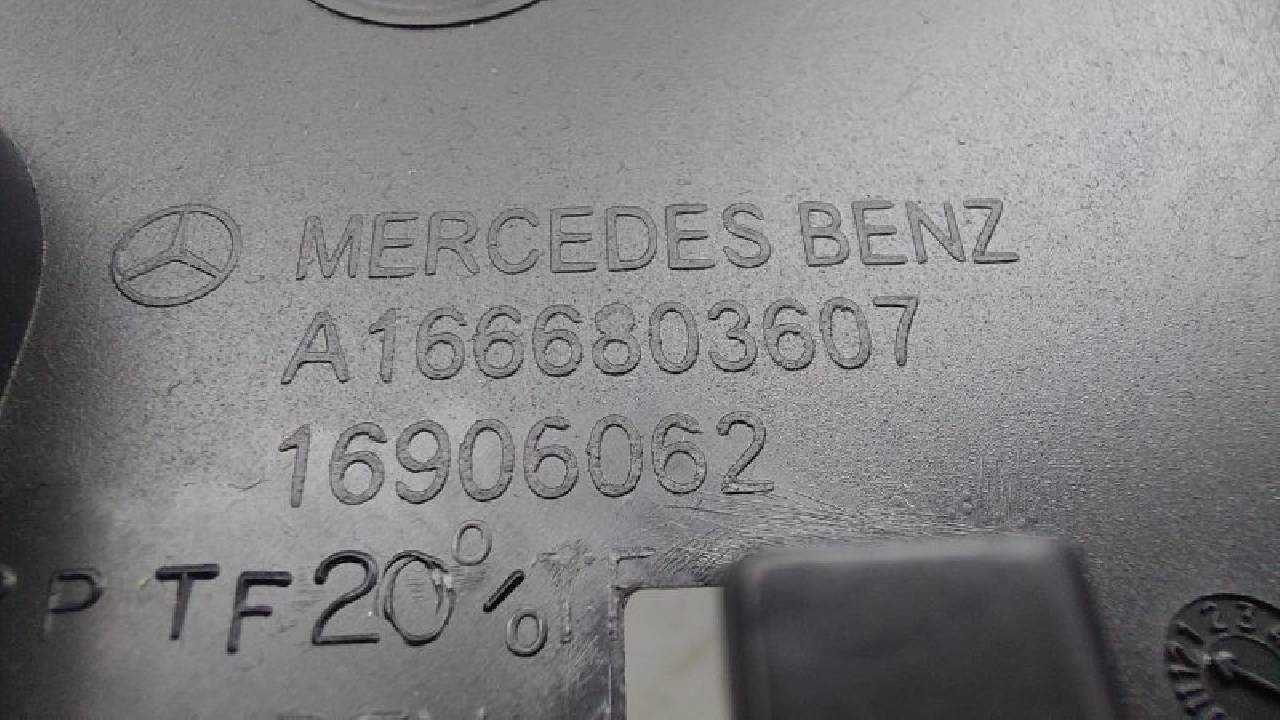 MERCEDES BENZ
A1666803607
16906062
P TF20%